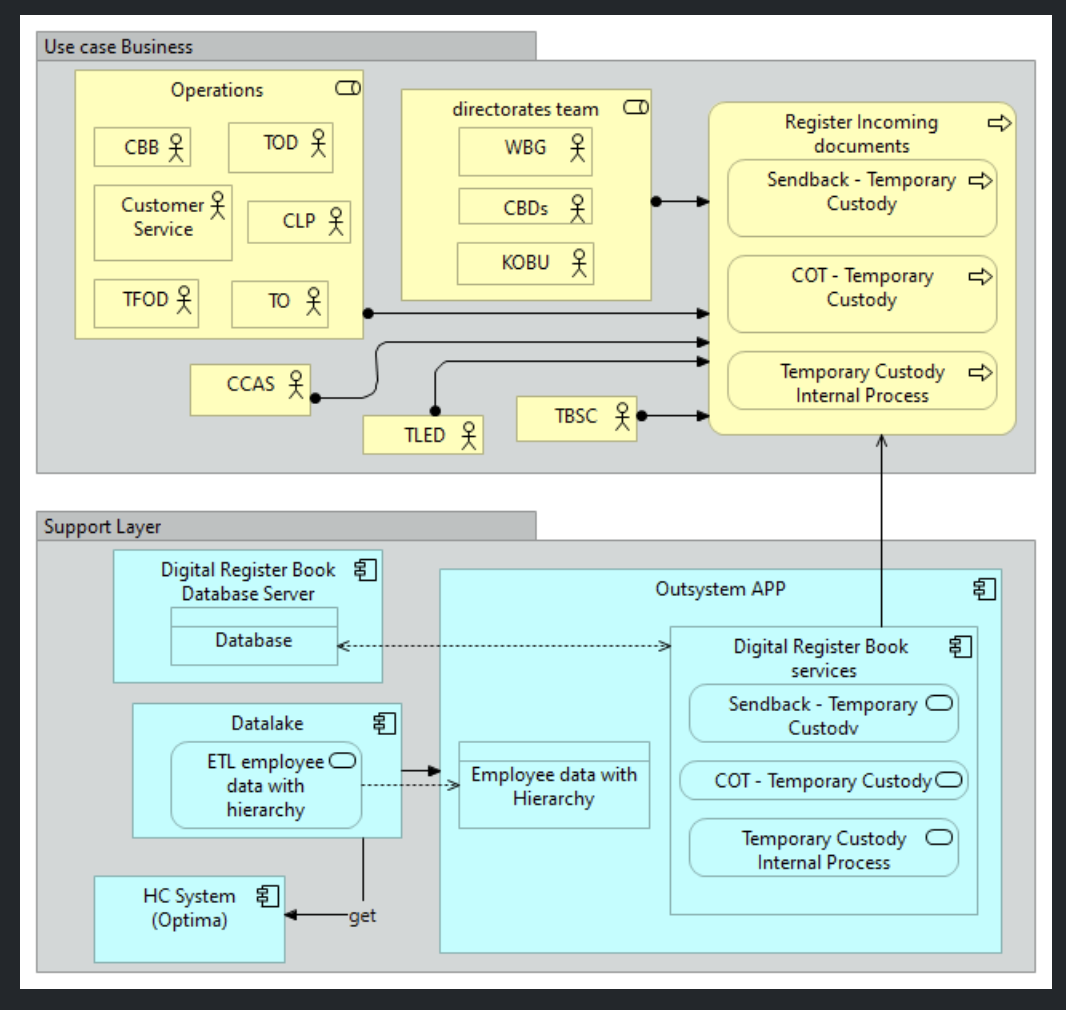 Use case Business
Operations
CBB
TOD
Customer
Service
CLP
TFOD
TO
directorates team
WBG
CBDs
KOBU
CCAS
TLED
TBSC
Register Incoming
documents
Sendback - Temporary
Custody
COT - Temporary
Custody
Temporary Custody
Internal Process
Support Layer
Digital Register Book
Database Server
Database
Datalake
ETL employee
data with
hierarchy
HC System
(Optima)
get
Outsystem APP
Employee data with
Hierarchy
Digital Register Book
services
Sendback - Temporary
Custody
COT - Temporary Custody
Temporary Custody
Internal Process